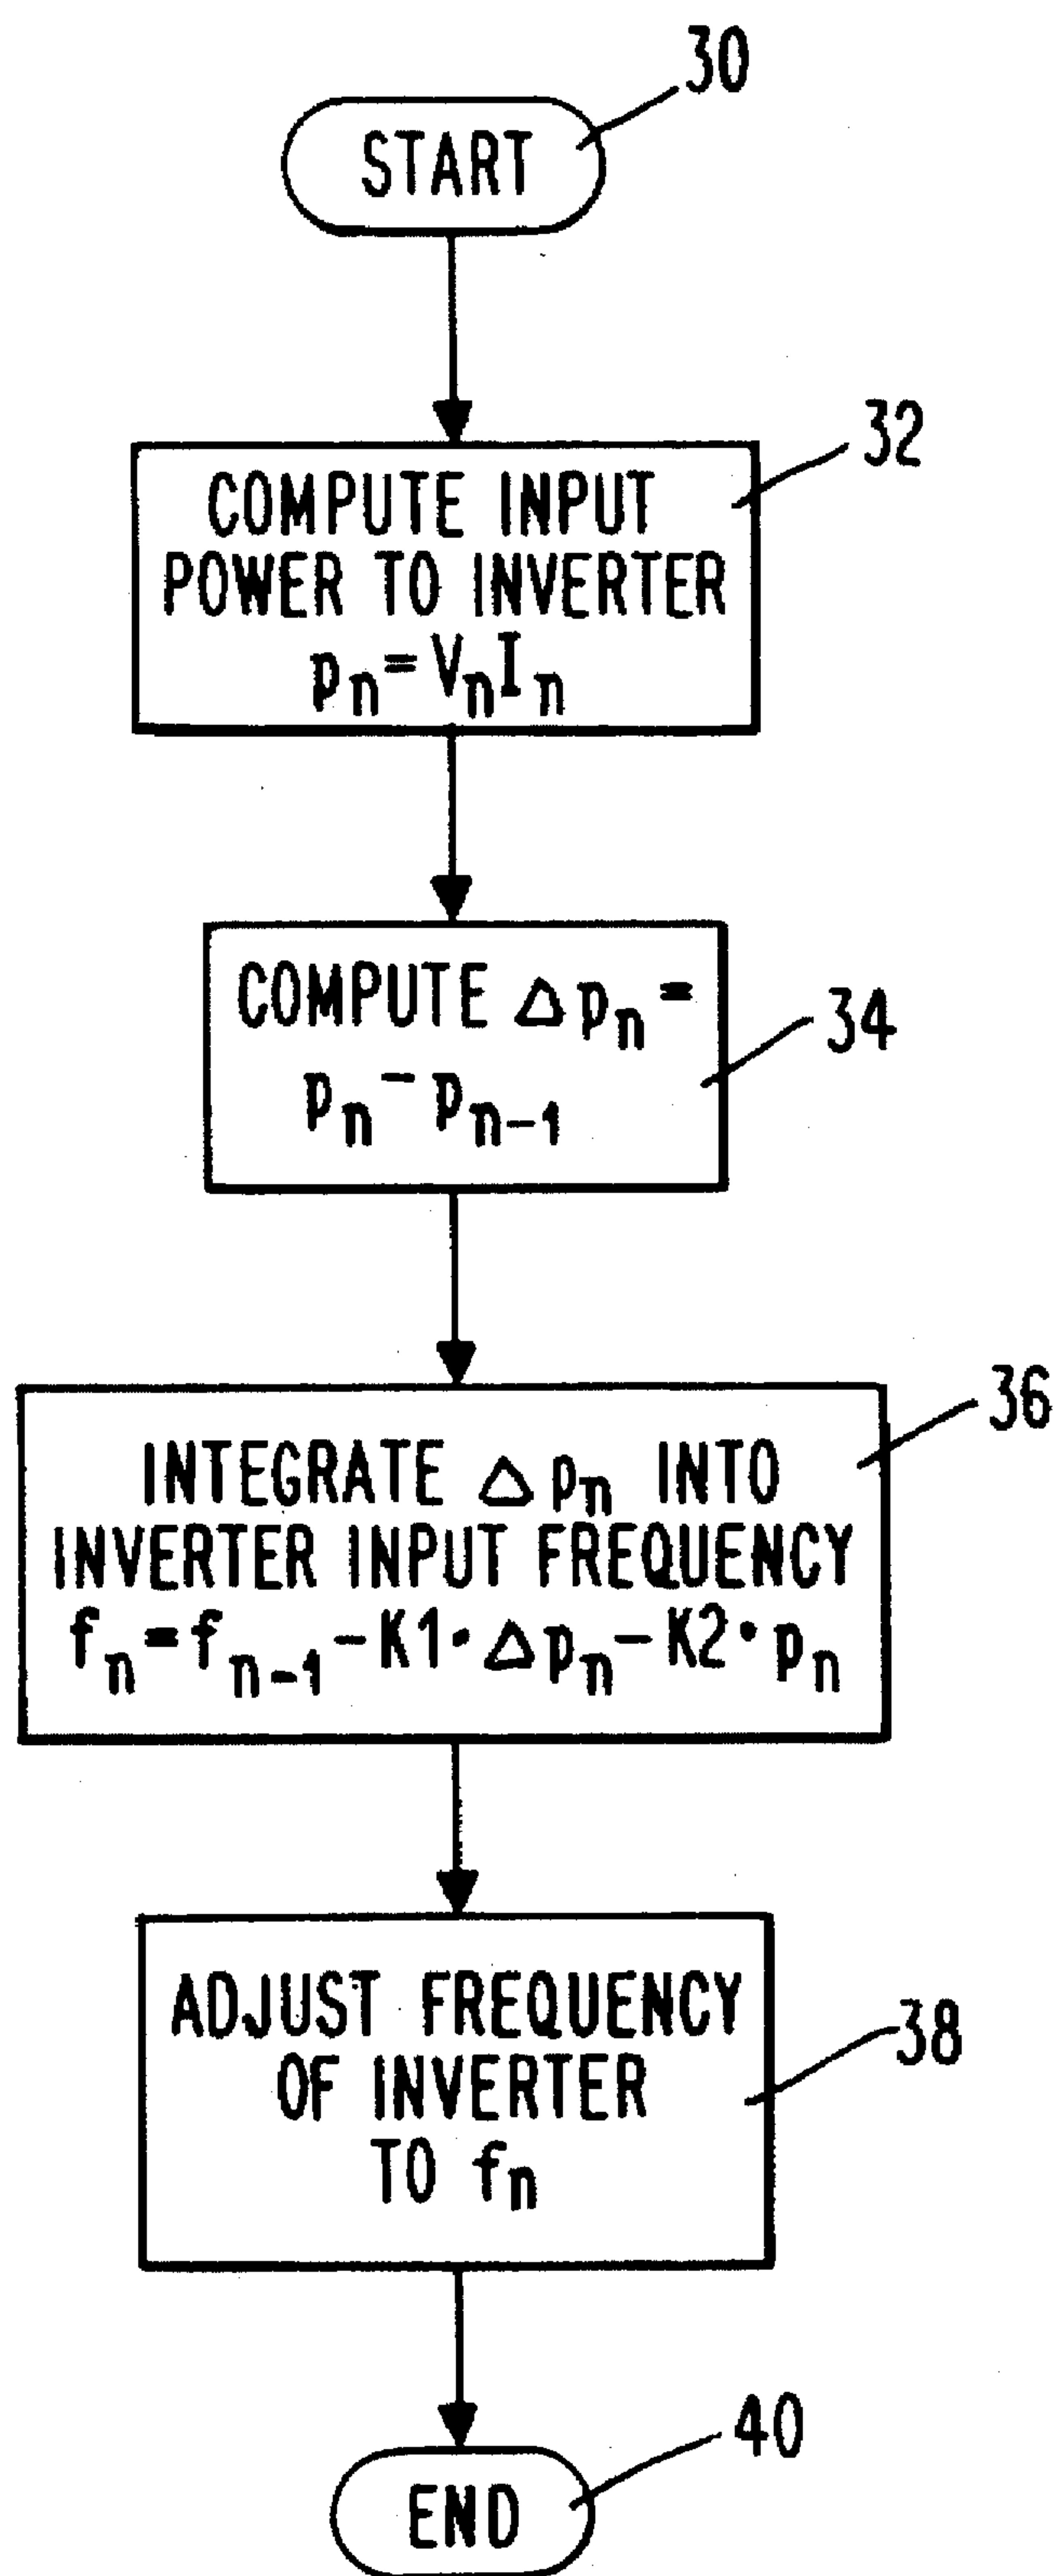 30
START
32
COMPUTE INPUT
POWER TO INVERTER
pₙ=VₙIₙ
COMPUTE Δpₙ=
34
pₙ-pₙ₋₁
36
INTEGRATE Δpₙ INTO
INVERTER INPUT FREQUENCY
fₙ=fₙ₋₁-K1·Δpₙ-K2·pₙ
ADJUST FREQUENCY
38
OF INVERTER
TO fₙ
40
END